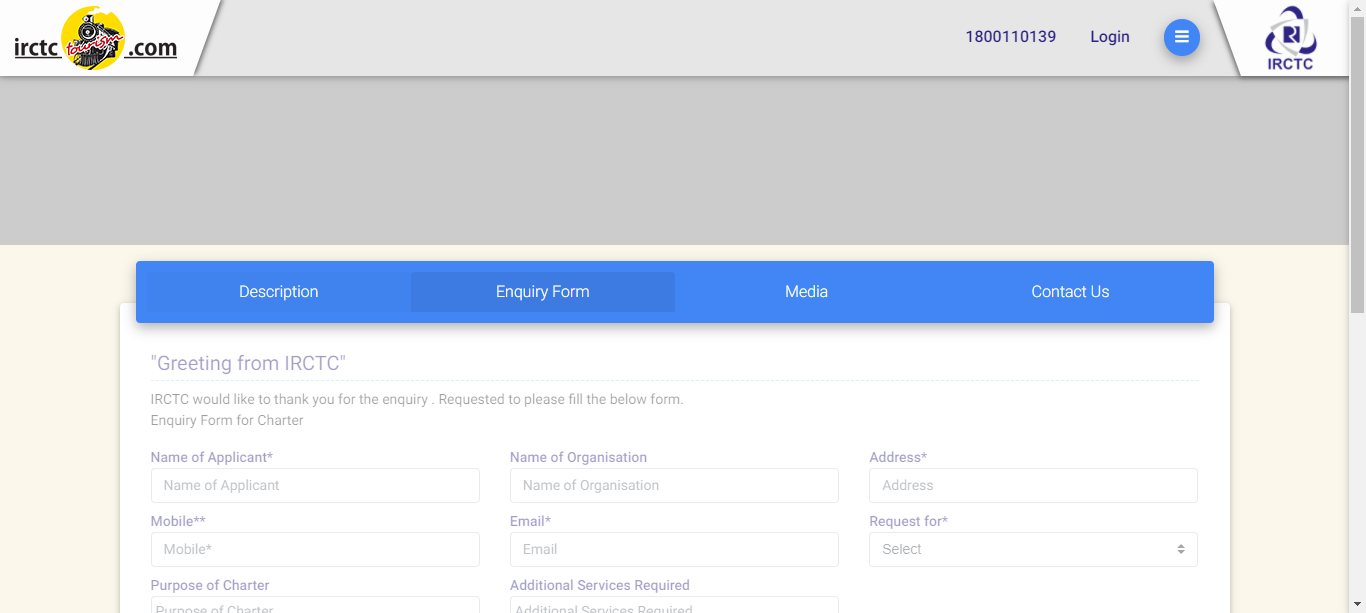 irctc tourism .com
1800110139
Login
IRCTC
Description
Enquiry Form
Media
Contact Us
"Greeting from IRCTC"
IRCTC would like to thank you for the enquiry . Requested to please fill the below form.
Enquiry Form for Charter
Name of Applicant*
Name of Organisation
Address*
Name of Applicant
Name of Organisation
Address
Mobile**
Email*
Request for*
Mobile*
Email
Select
Purpose of Charter
Additional Services Required
Purpose of Charter
Additional Services Required